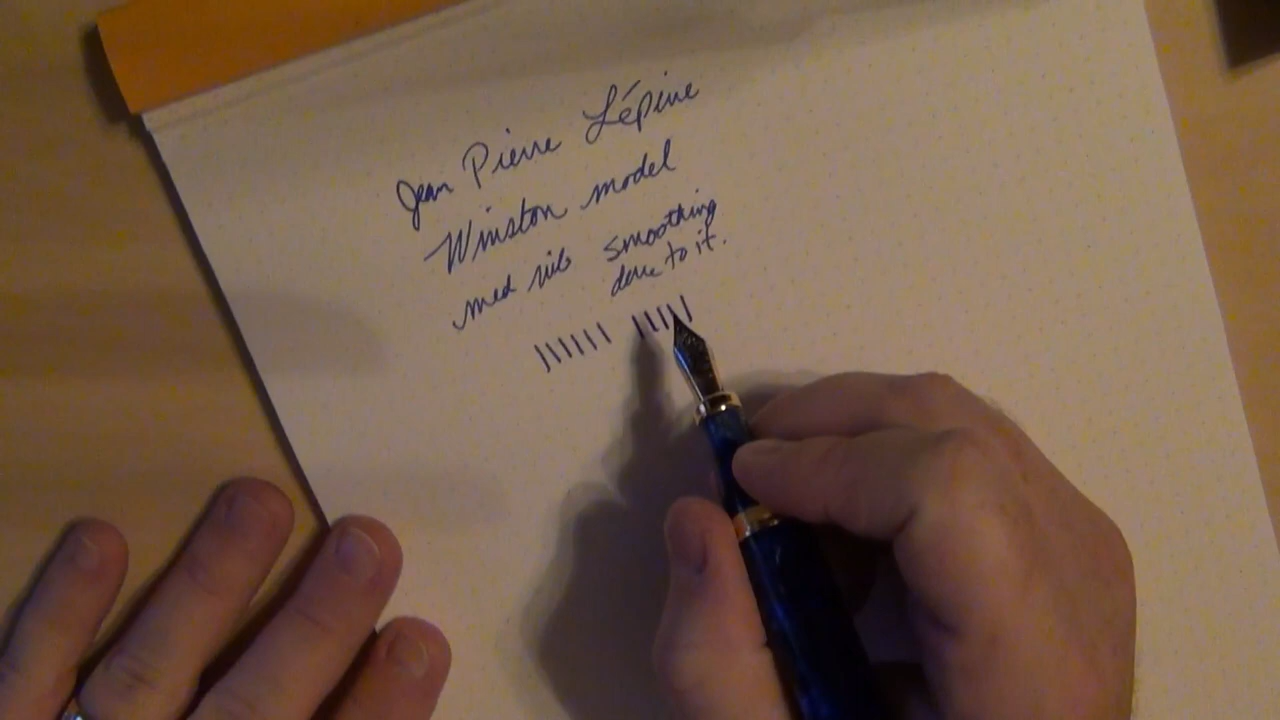 Jean Pierre Lépine
Winston model
med nib smoothing
done to it.